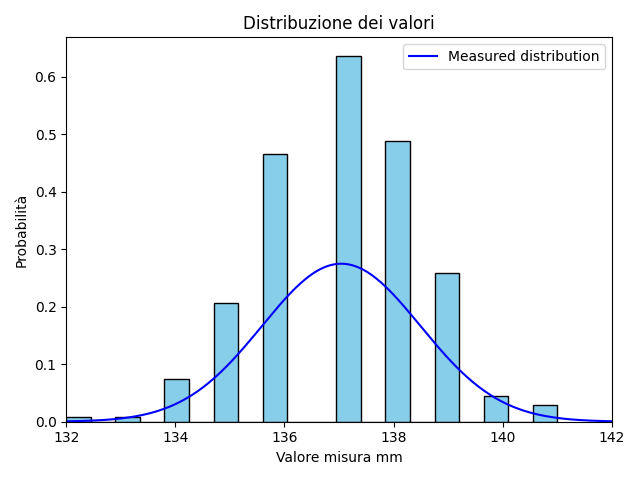 Distribuzione dei valori
Measured distribution
Probabilità
0.6
0.5
0.4
0.3
0.2
0.1
0.0
132 134 136 138 140 142
Valore misura mm